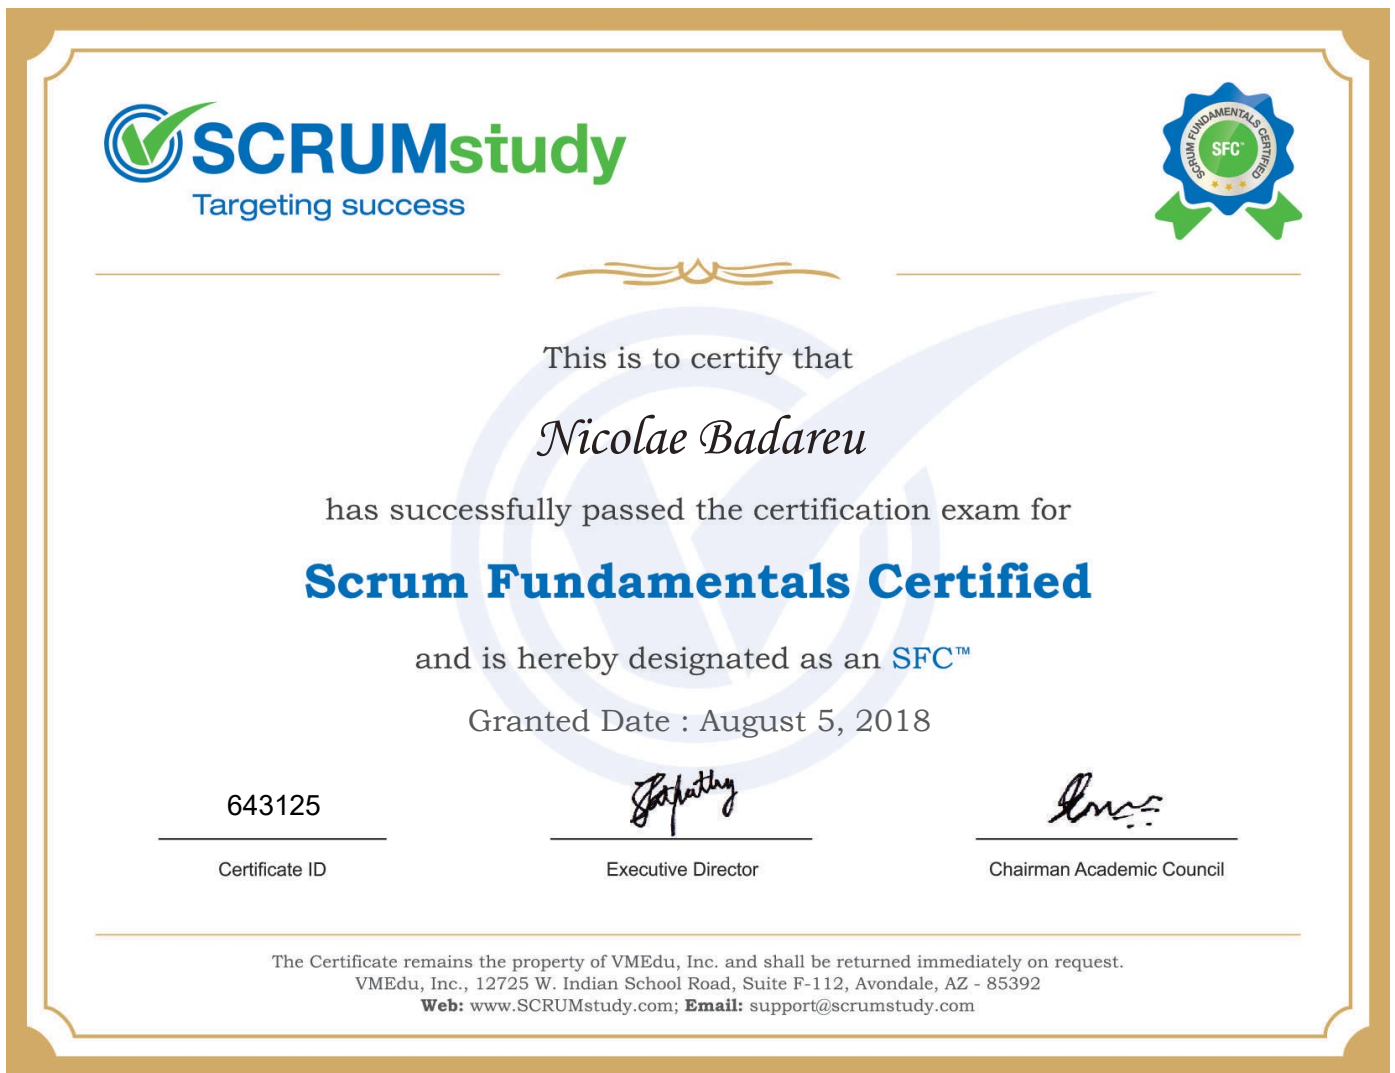 SCRUMstudy
Targeting success
SCRUM FUNDAMENTALS CERTIFIED
SFC™
This is to certify that
Nicolae Badareu
has successfully passed the certification exam for
Scrum Fundamentals Certified
and is hereby designated as an SFC™
Granted Date : August 5, 2018
643125
Certificate ID
Executive Director
Chairman Academic Council
The Certificate remains the property of VMEdu, Inc. and shall be returned immediately on request.
VMEdu, Inc., 12725 W. Indian School Road, Suite F-112, Avondale, AZ - 85392
Web: www.SCRUMstudy.com; Email: support@scrumstudy.com